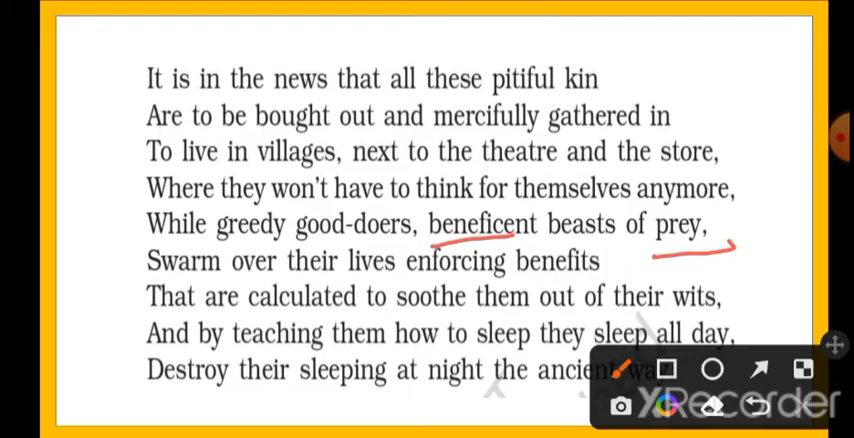 It is in the news that all these pitiful kin
Are to be bought out and mercifully gathered in
To live in villages, next to the theatre and the store,
Where they won't have to think for themselves anymore,
While greedy good-doers, beneficent beasts of prey,
Swarm over their lives enforcing benefits
That are calculated to soothe them out of their wits,
And by teaching them how to sleep they sleep all day,
Destroy their sleeping at night the ancient way.
XRecorder